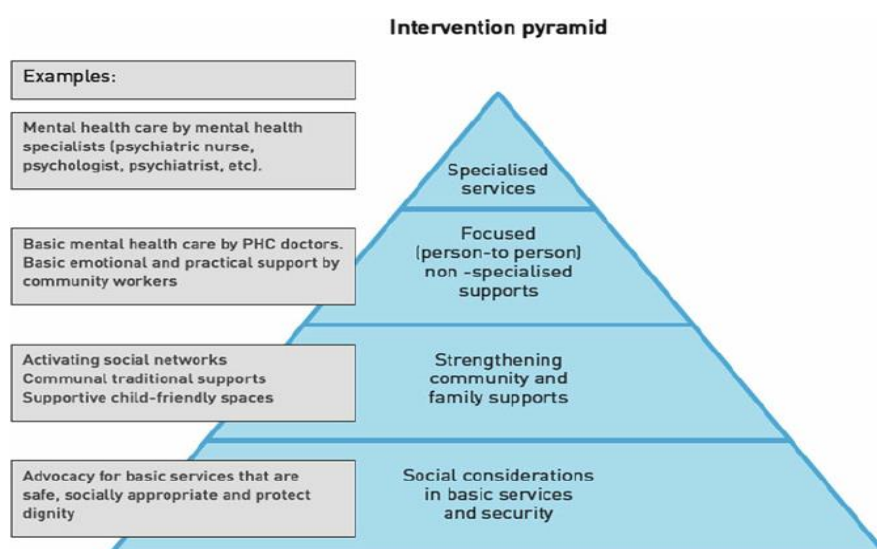 Intervention pyramid
Examples:
Mental health care by mental health
specialists (psychiatric nurse,
psychologist, psychiatrist, etc).
Specialised
services
Basic mental health care by PHC doctors.
Basic emotional and practical support by
community workers
Focused
(person-to person)
non -specialised
supports
Activating social networks
Communal traditional supports
Supportive child-friendly spaces
Strengthening
community and
family supports
Advocacy for basic services that are
safe, socially appropriate and protect
dignity
Social considerations
in basic services
and security